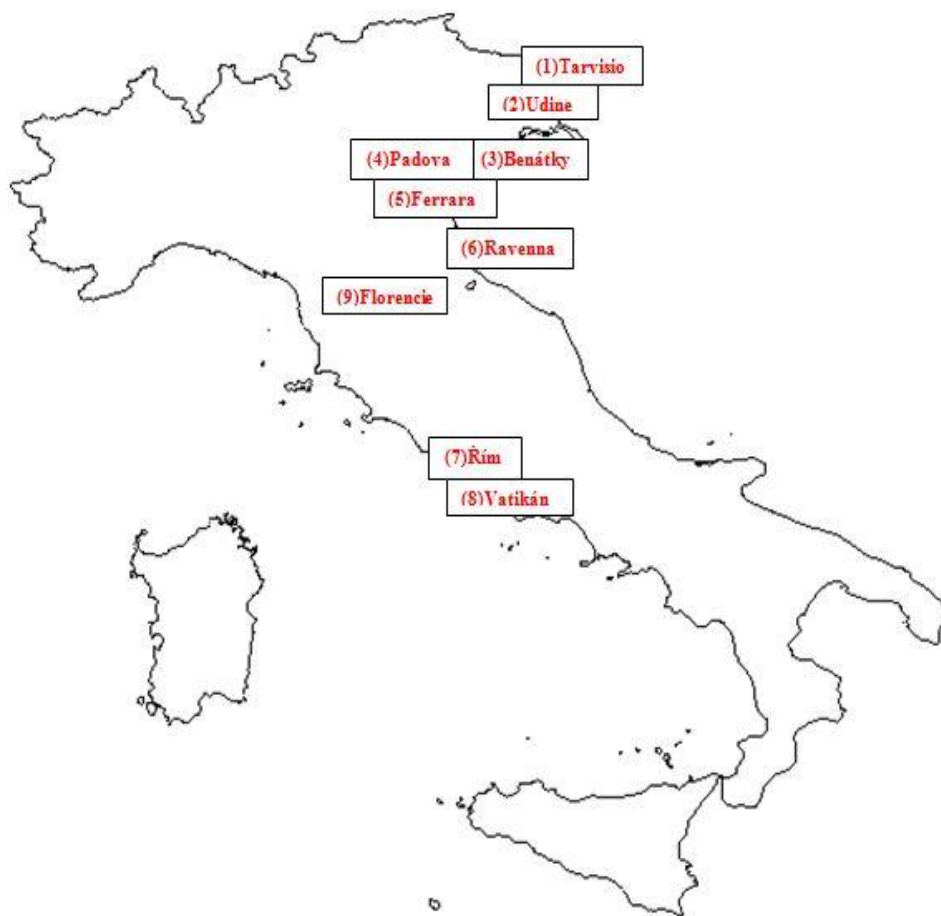 (1)Tarvisio
(2)Udine
(4)Padova
(3)Benátky
(5)Ferrara
(6)Ravenna
(9)Florencie
(7)Řím
(8)Vatikán